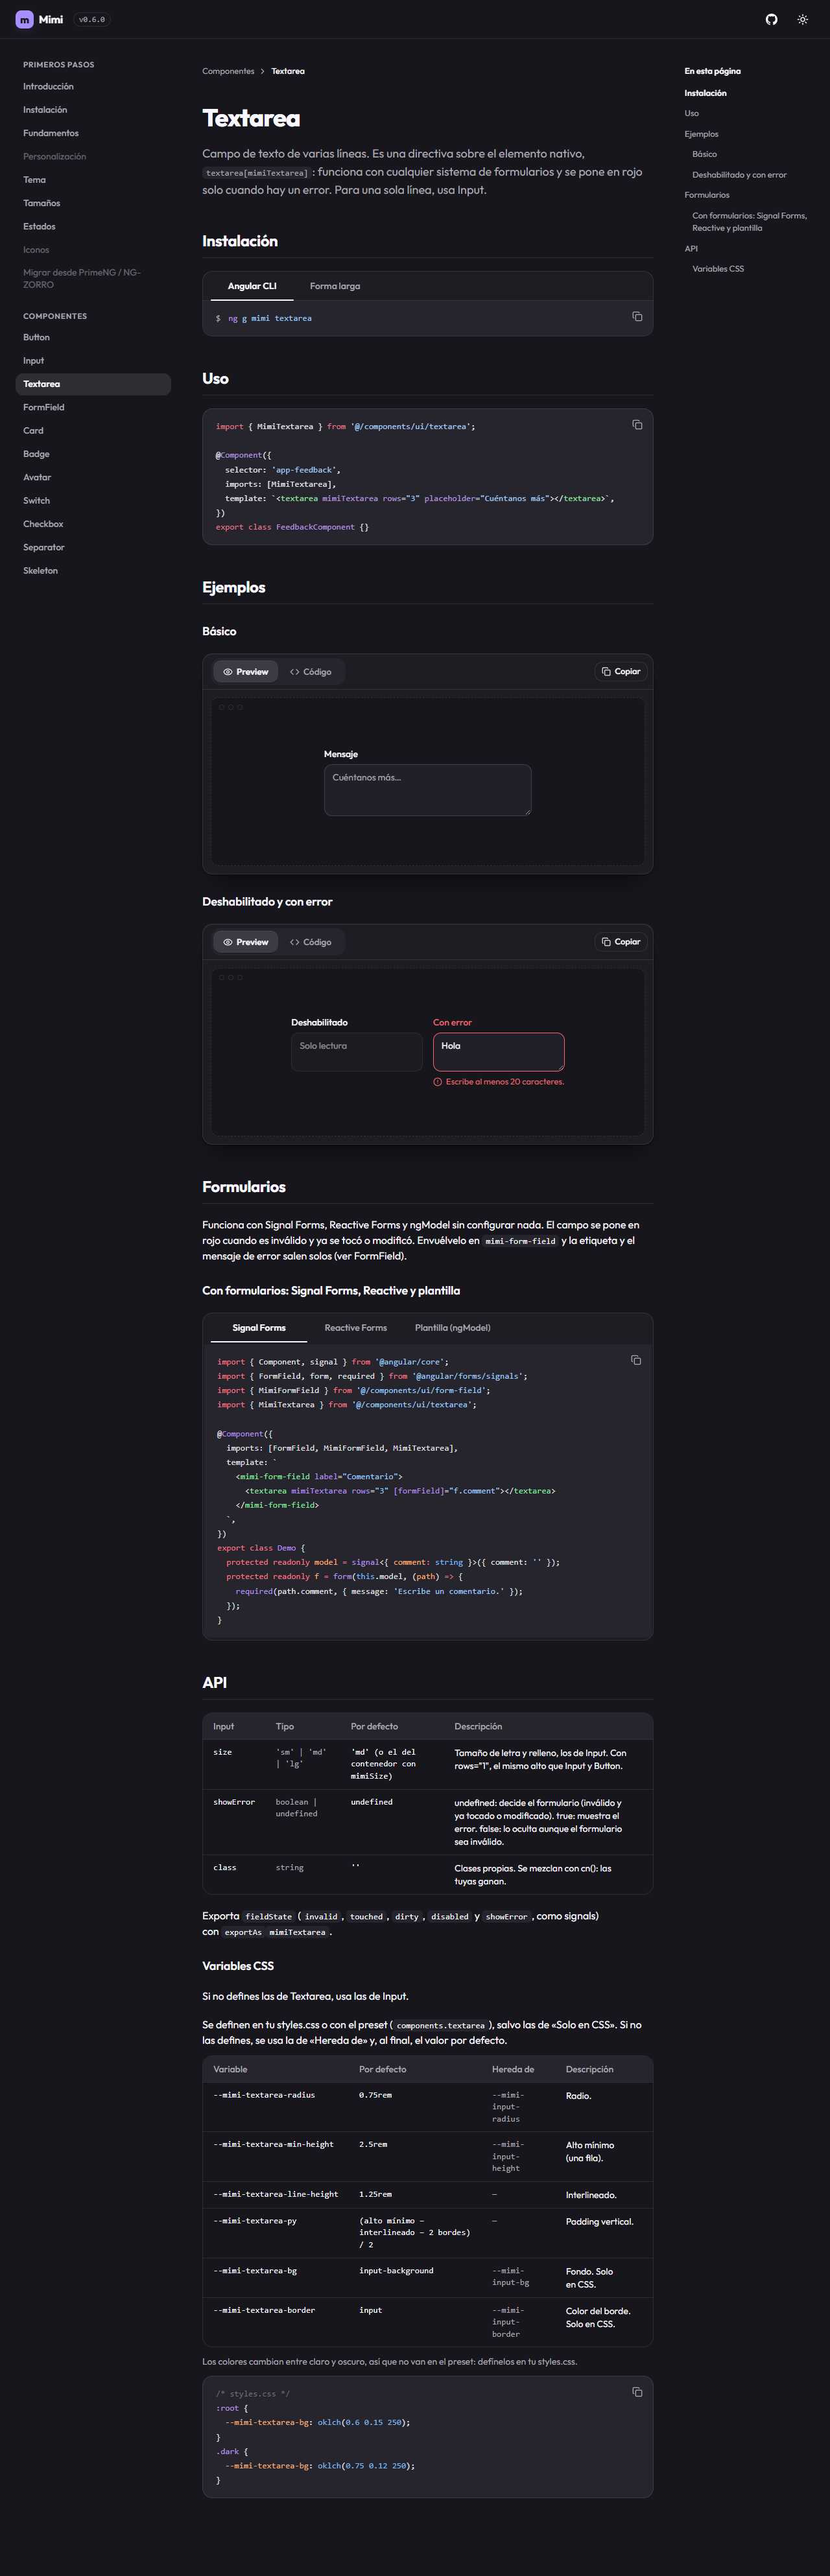 m Mimi v0.6.0
PRIMEROS PASOS
Introducción
Instalación
Fundamentos
Personalización
Tema
Tamaños
Estados
Iconos
Migrar desde PrimeNG / NG-
ZORRO
COMPONENTES
Button
Input
Textarea
FormField
Card
Badge
Avatar
Switch
Checkbox
Separator
Skeleton
Componentes > Textarea
Textarea
Campo de texto de varias líneas. Es una directiva sobre el elemento nativo,
textarea[mimiTextarea]: funciona con cualquier sistema de formularios y se pone en rojo
solo cuando hay un error. Para una sola línea, usa Input.
Instalación
Angular CLI Forma larga
$ ng g mimi textarea
Uso
import { MimiTextarea } from '@/components/ui/textarea';
@Component({
selector: 'app-feedback',
imports: [MimiTextarea],
template: `<textarea mimiTextarea rows="3" placeholder="Cuéntanos más"></textarea>`,
})
export class FeedbackComponent {}
Ejemplos
Básico
Preview Código Copiar
Mensaje
Cuéntanos más...
Deshabilitado y con error
Preview Código Copiar
Deshabilitado Con error
Solo lectura Hola
Escribe al menos 20 caracteres.
Formularios
Funciona con Signal Forms, Reactive Forms y ngModel sin configurar nada. El campo se pone en
rojo cuando es inválido y ya se tocó o modificó. Envuélvelo en mimi-form-field y la etiqueta y el
mensaje de error salen solos (ver FormField).
Con formularios: Signal Forms, Reactive y plantilla
Signal Forms Reactive Forms Plantilla (ngModel)
import { Component, signal } from '@angular/core';
import { FormField, form, required } from '@angular/forms/signals';
import { MimiFormField } from '@/components/ui/form-field';
import { MimiTextarea } from '@/components/ui/textarea';
@Component({
imports: [FormField, MimiFormField, MimiTextarea],
template: `
<mimi-form-field label="Comentario">
<textarea mimiTextarea rows="3" [formField]="f.comment"></textarea>
</mimi-form-field>
`,
})
export class Demo {
protected readonly model = signal<{ comment: string }>({ comment: '' });
protected readonly f = form(this.model, (path) => {
required(path.comment, { message: 'Escribe un comentario.' });
});
}
API
Input Tipo Por defecto Descripción
size 'sm' | 'md' | 'lg' 'md' (o el del contenedor con mimiSize) Tamaño de letra y relleno, los de Input. Con rows="1", el mismo alto que Input y Button.
showError boolean | undefined undefined undefined: decide el formulario (inválido y ya tocado o modificado). true: muestra el error. false: lo oculta aunque el formulario sea inválido.
class string '' Clases propias. Se mezclan con cn(): las tuyas ganan.
Exporta fieldState ( invalid, touched, dirty, disabled y showError, como signals)
con exportAs mimiTextarea.
Variables CSS
Si no defines las de Textarea, usa las de Input.
Se definen en tu styles.css o con el preset (components.textarea), salvo las de «Solo en CSS». Si no
las defines, se usa la de «Hereda de» y, al final, el valor por defecto.
Variable Por defecto Hereda de Descripción
--mimi-textarea-radius 0.75rem --mimi-input-radius Radio.
--mimi-textarea-min-height 2.5rem --mimi-input-height Alto mínimo (una fila).
--mimi-textarea-line-height 1.25rem — Interlineado.
--mimi-textarea-py (alto mínimo − interlineado − 2 bordes) / 2 — Padding vertical.
--mimi-textarea-bg input-background --mimi-input-bg Fondo. Solo en CSS.
--mimi-textarea-border input --mimi-input-border Color del borde. Solo en CSS.
Los colores cambian entre claro y oscuro, así que no van en el preset: defínelos en tu styles.css.
/* styles.css */
:root {
--mimi-textarea-bg: oklch(0.6 0.15 250);
}
.dark {
--mimi-textarea-bg: oklch(0.75 0.12 250);
}
En esta página
Instalación
Uso
Ejemplos
Básico
Deshabilitado y con error
Formularios
Con formularios: Signal Forms,
Reactive y plantilla
API
Variables CSS